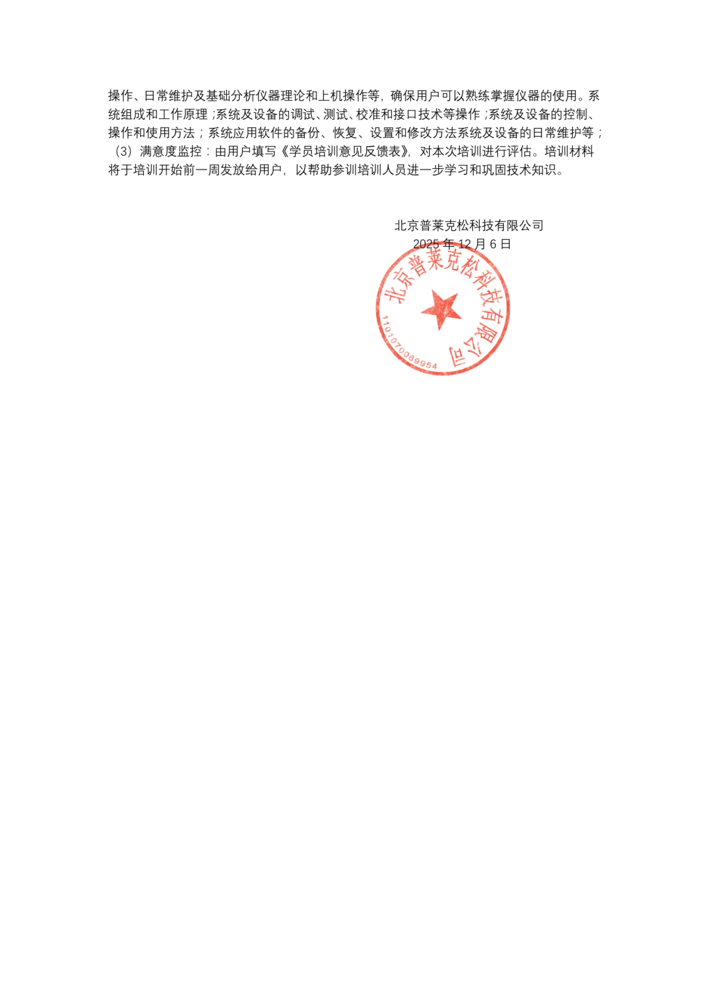 操作、日常维护及基础分析仪器理论和上机操作等，确保用户可以熟练掌握仪器的使用。系
统组成和工作原理；系统及设备的调试、测试、校准和接口技术等操作；系统及设备的控制、
操作和使用方法；系统应用软件的备份、恢复、设置和修改方法系统及设备的日常维护等；
（3）满意度监控：由用户填写《学员培训意见反馈表》，对本次培训进行评估。培训材料
将于培训开始前一周发放给用户，以帮助参训培训人员进一步学习和巩固技术知识。
北京普莱克松科技有限公司
2025 年 12 月 6 日
北京普莱克松科技有限公司
1101070069954